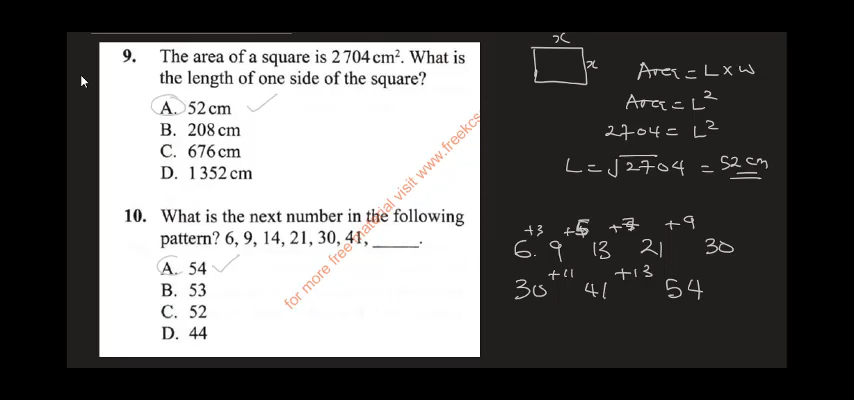 9. The area of a square is 2 704 cm². What is
the length of one side of the square?
A. 52 cm
B. 208 cm
C. 676 cm
D. 1 352 cm
10. What is the next number in the following
pattern? 6, 9, 14, 21, 30, 41, ______.
A. 54
B. 53
C. 52
D. 44
for more free material visit www.freekcs
x
x
Area = L x W
Area = L²
2704 = L²
L = √2704 = 52 cm
+3 +5 +7 +9
6. 9 13 21 30
+11 +13
30 41 54